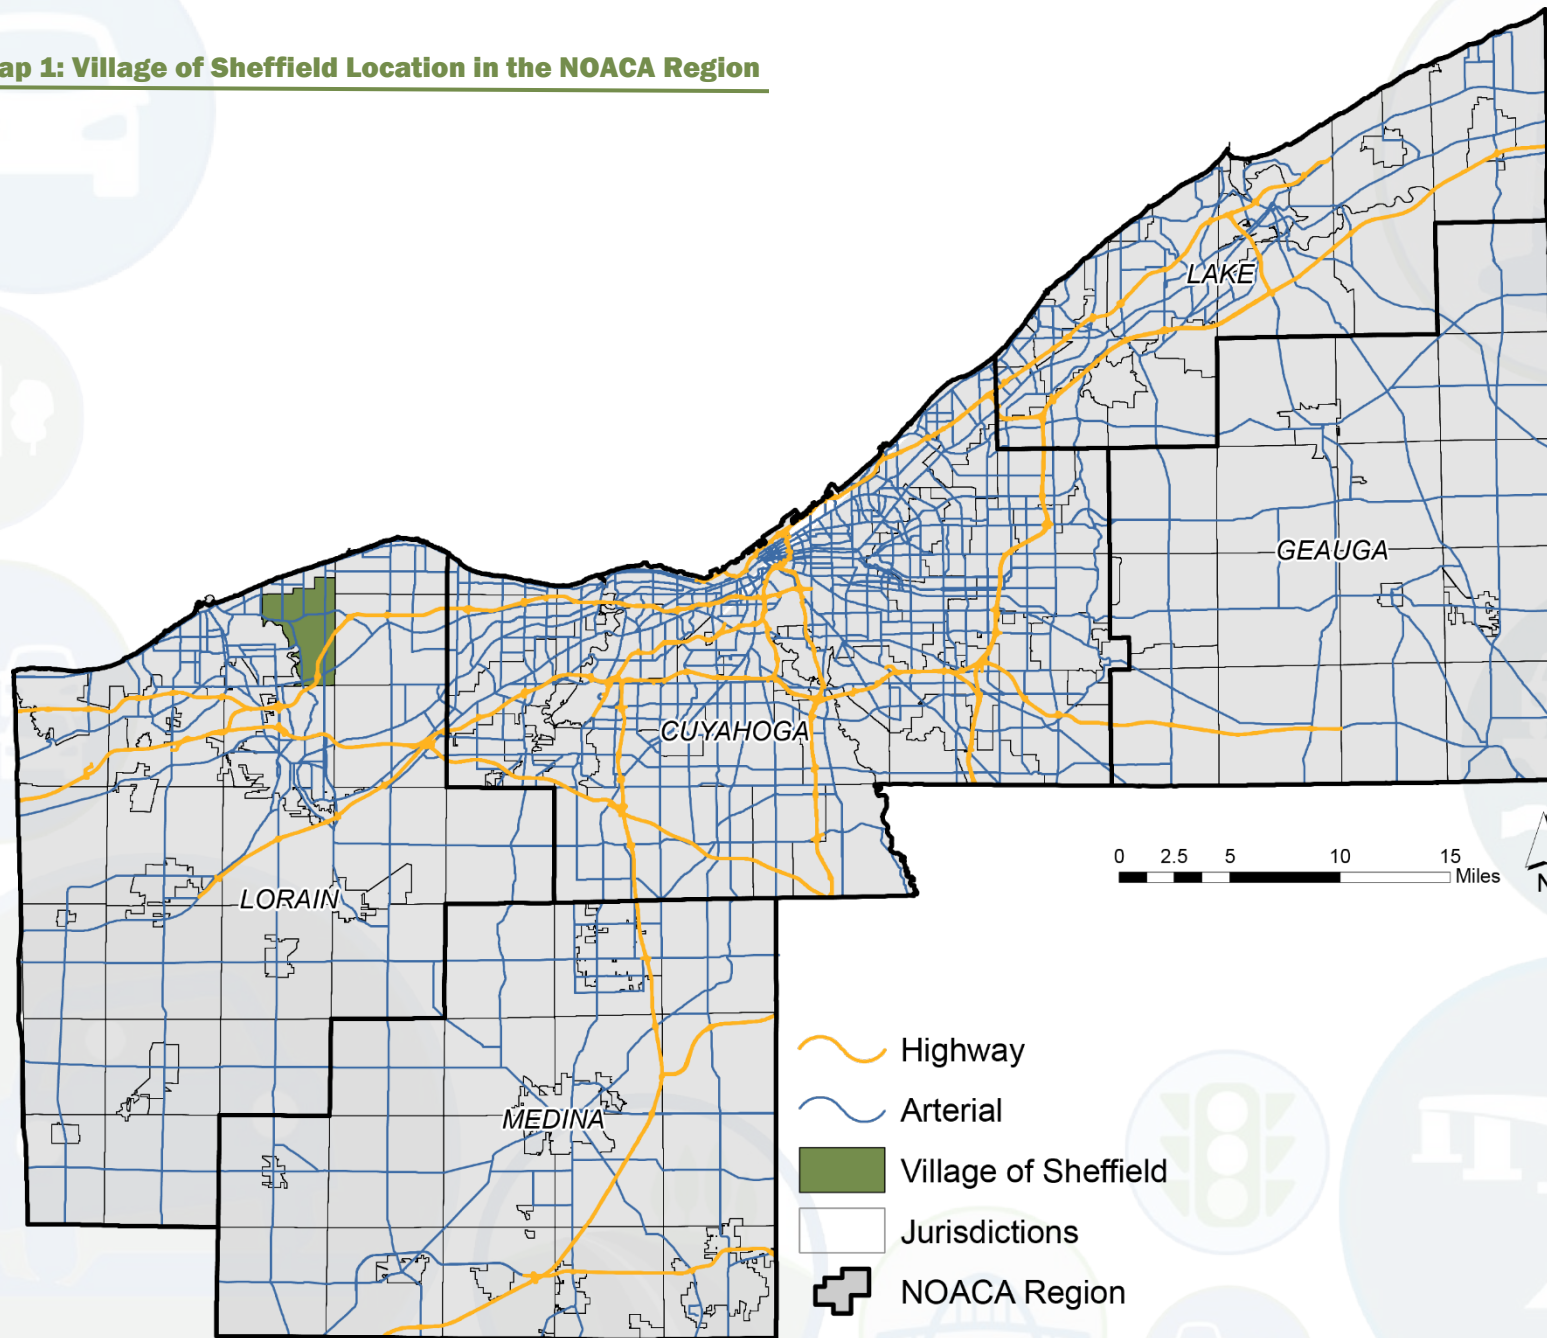 ap 1: Village of Sheffield Location in the NOACA Region
LAKE
GEAUGA
CUYAHOGA
LORAIN
MEDINA
0 2.5 5 10 15
Miles
N
Highway
Arterial
Village of Sheffield
Jurisdictions
NOACA Region